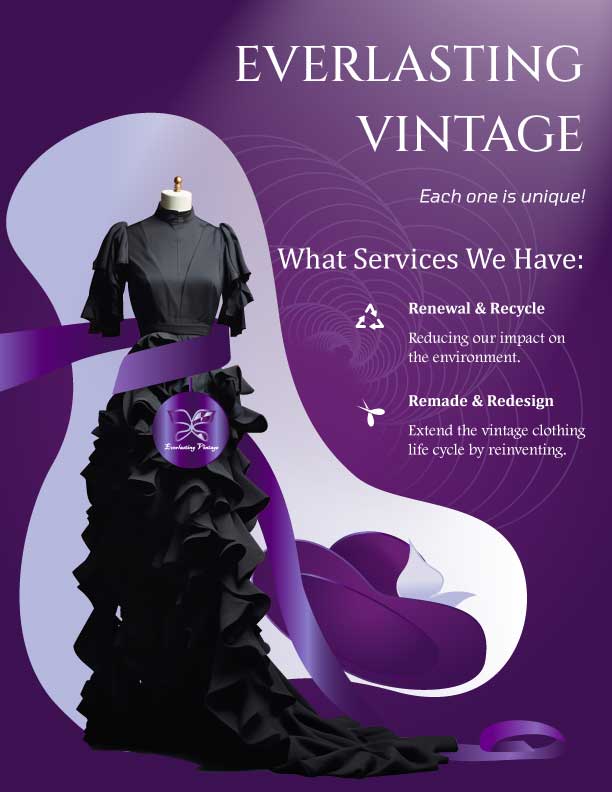 EVERLASTING
VINTAGE
Each one is unique!
What Services We Have:
Renewal & Recycle
Reducing our impact on
the environment.
Remade & Redesign
Extend the vintage clothing
life cycle by reinventing.
Everlasting Vintage